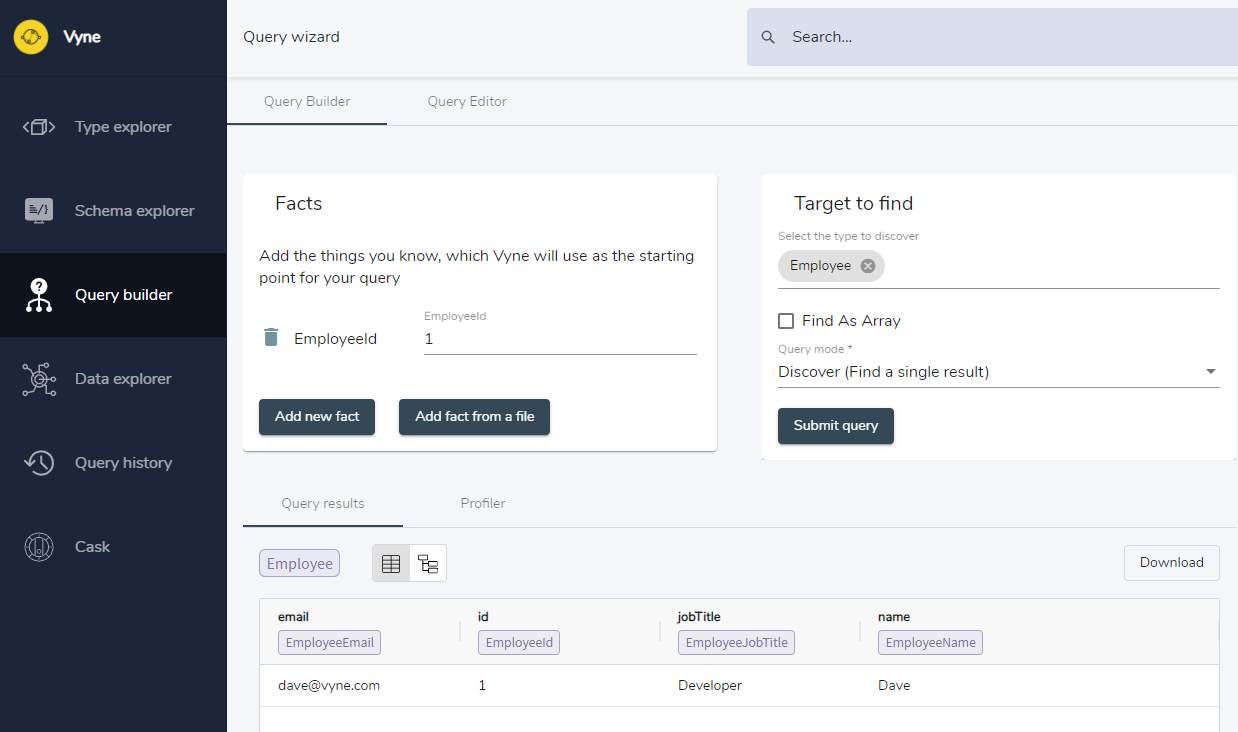 Vyne
Query wizard
Search...
Type explorer
Schema explorer
Query builder
Data explorer
Query history
Cask
Query Builder
Query Editor
Facts
Add the things you know, which Vyne will use as the starting
point for your query
EmployeeId
EmployeeId
1
Add new fact
Add fact from a file
Target to find
Select the type to discover
Employee
Find As Array
Query mode *
Discover (Find a single result)
Submit query
Query results
Profiler
Employee
Download
email id jobTitle name
EmployeeEmail EmployeeId EmployeeJobTitle EmployeeName
dave@vyne.com 1 Developer Dave